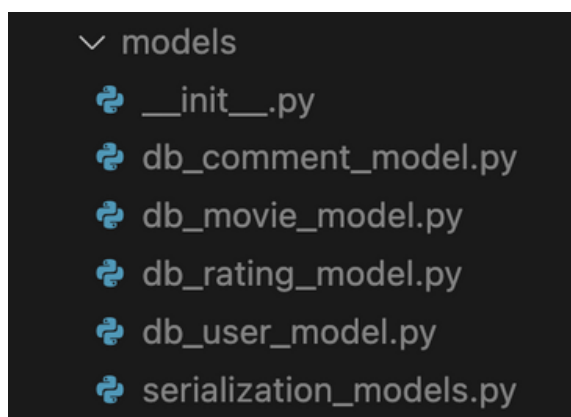 models
__init__.py
db_comment_model.py
db_movie_model.py
db_rating_model.py
db_user_model.py
serialization_models.py